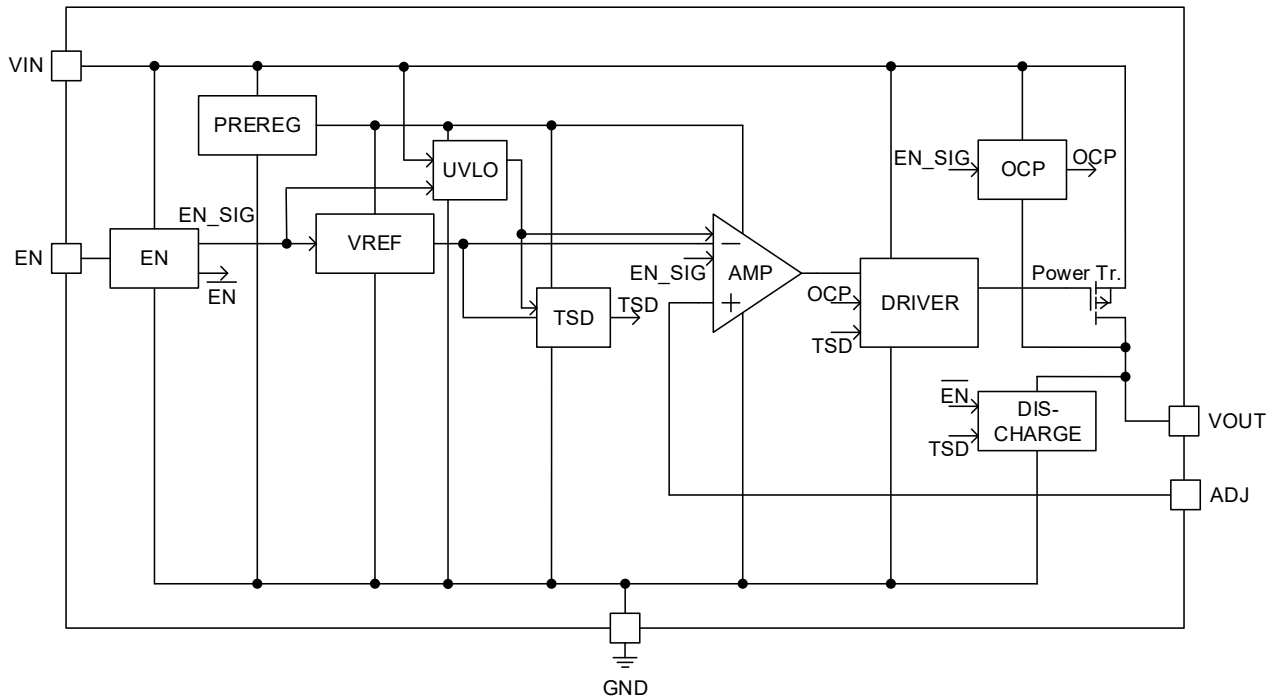 VIN
PREREG
UVLO
EN_SIG
OCP
OCP
EN_SIG
EN
EN
VREF
EN
EN_SIG
−
AMP
+
Power Tr.
TSD
TSD
OCP
DRIVER
TSD
EN
DIS-
CHARGE
TSD
VOUT
ADJ
GND